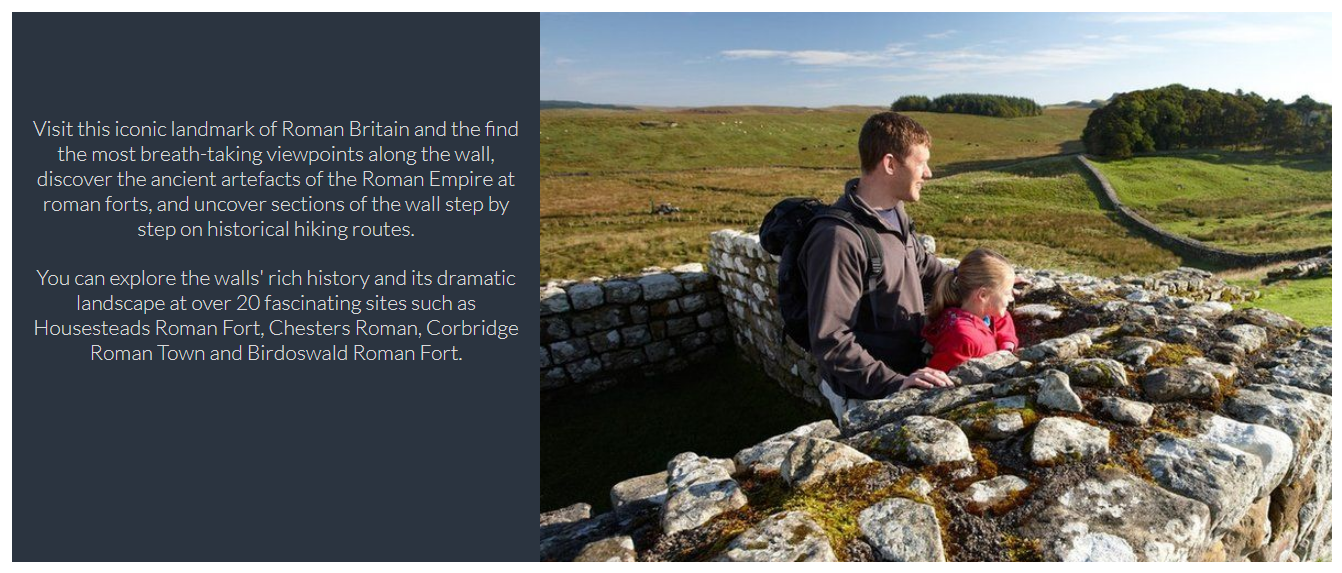 Visit this iconic landmark of Roman Britain and the find
the most breath-taking viewpoints along the wall,
discover the ancient artefacts of the Roman Empire at
roman forts, and uncover sections of the wall step by
step on historical hiking routes.
You can explore the walls' rich history and its dramatic
landscape at over 20 fascinating sites such as
Housesteads Roman Fort, Chesters Roman, Corbridge
Roman Town and Birdoswald Roman Fort.